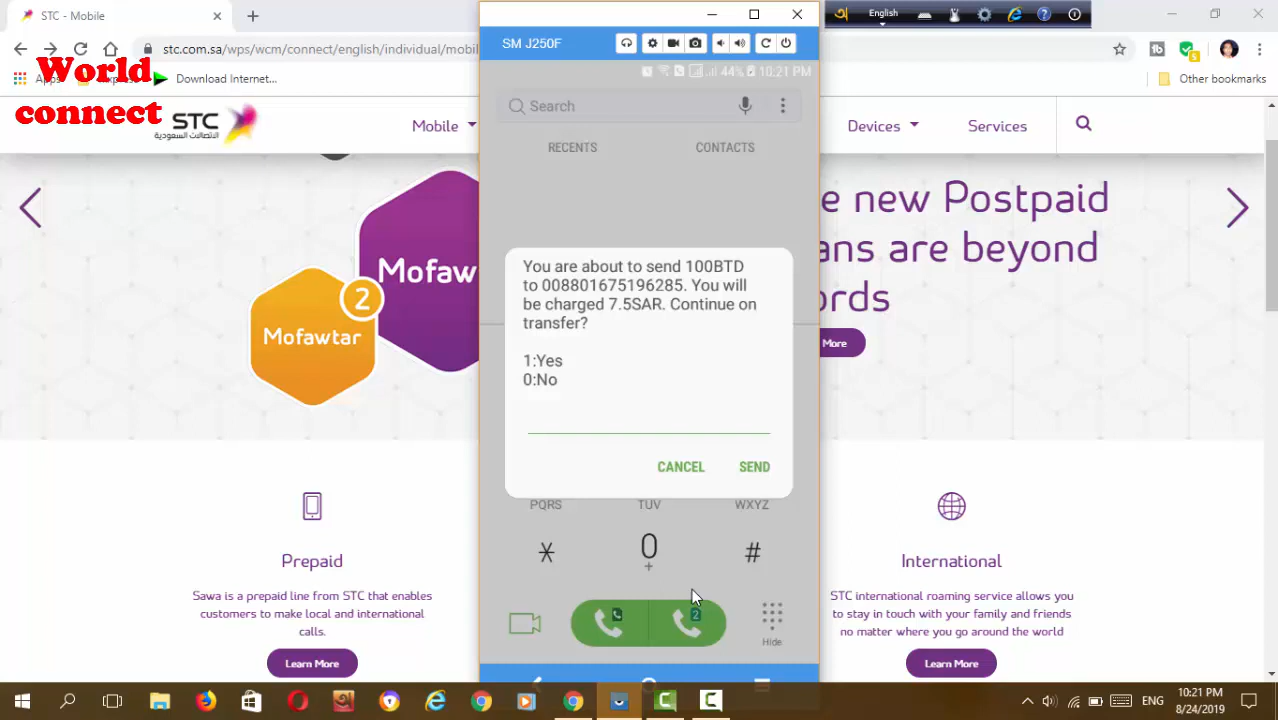 STC - Mobile
English
SM J250F
stc.com.sa/wps/wcm/connect/english/individual/mobil
44% 10:21 PM
Download Internet...
Other bookmarks
World
connect
STC
الاتصالات السعودية
Mobile
Devices
Services
Search
RECENTS
CONTACTS
e new Postpaid
ans are beyond
ords
More
Mofaw
2
Mofawtar
You are about to send 100BTD
to 008801675196285. You will
be charged 7.5SAR. Continue on
transfer?
1:Yes
0:No
CANCEL
SEND
PQRS
TUV
WXYZ
0
+
#
2
Hide
Prepaid
Sawa is a prepaid line from STC that enables
customers to make local and international
calls.
Learn More
International
STC international roaming service allows you
to stay in touch with your family and friends
no matter where you go around the world
Learn More
ENG
10:21 PM
8/24/2019